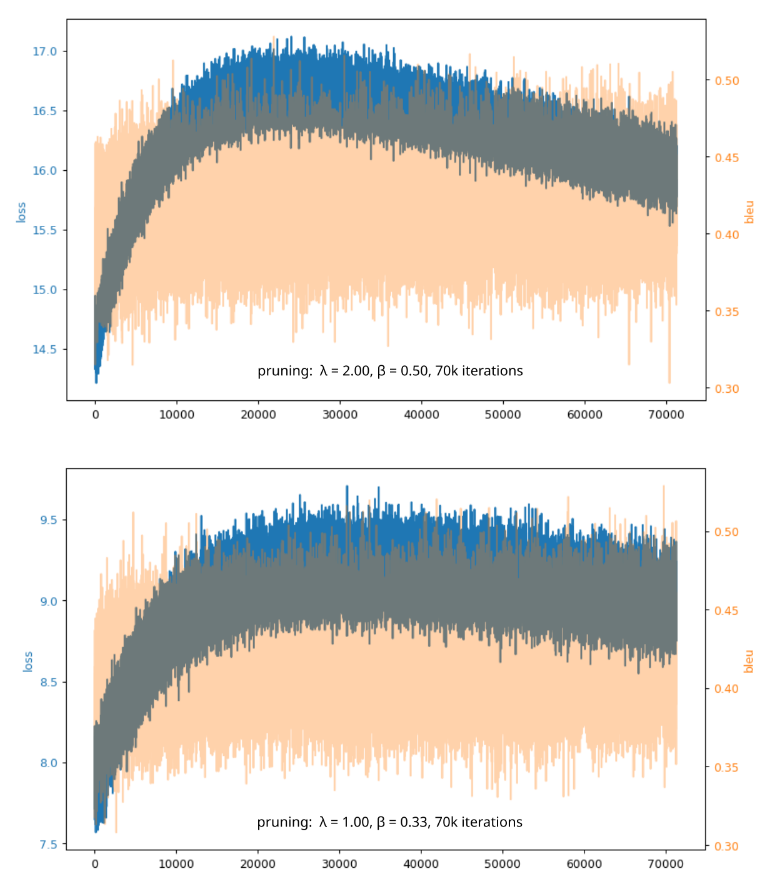 17.0
16.5
16.0
15.5
15.0
14.5
loss
0.50
0.45
0.40
0.35
0.30
bleu
pruning: λ = 2.00, β = 0.50, 70k iterations
0 10000 20000 30000 40000 50000 60000 70000
9.5
9.0
8.5
8.0
7.5
loss
0.50
0.45
0.40
0.35
0.30
bleu
pruning: λ = 1.00, β = 0.33, 70k iterations
0 10000 20000 30000 40000 50000 60000 70000